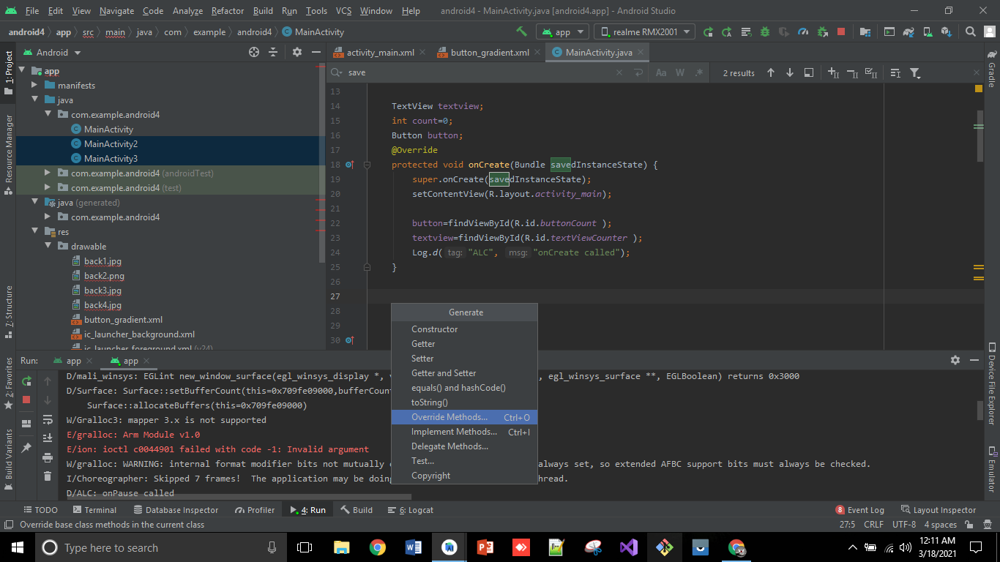 File Edit View Navigate Code Analyze Refactor Build Run Tools VCS Window Help android4 - MainActivity.java [android4.app] - Android Studio
android4 app src main java com example android4 MainActivity app realme RMX2001
Android activity_main.xml button_gradient.xml MainActivity.java
1: Project
Resource Manager
Z: Structure
2: Favorites
Build Variants
app
manifests
java
com.example.android4
MainActivity
MainActivity2
MainActivity3
com.example.android4 (androidTest)
com.example.android4 (test)
java (generated)
com.example.android4
res
drawable
back1.jpg
back2.png
back3.jpg
back4.jpg
button_gradient.xml
ic_launcher_background.xml
ic_launcher_foreground.xml (v24)
save Aa W .* 2 results
13
14 TextView textview;
15 int count=0;
16 Button button;
17 @Override
18 protected void onCreate(Bundle savedInstanceState) {
19 super.onCreate(savedInstanceState);
20 setContentView(R.layout.activity_main);
21
22 button=findViewById(R.id.buttonCount );
23 textview=findViewById(R.id.textViewCounter );
24 Log.d( tag: "ALC", msg: "onCreate called");
25 }
26
27
28
29
30
Generate
Constructor
Getter
Setter
Getter and Setter
equals() and hashCode()
toString()
Override Methods... Ctrl+O
Implement Methods... Ctrl+I
Delegate Methods...
Test...
Copyright
Gradle
Device File Explorer
Emulator
Run: app app
D/mali_winsys: EGLint new_window_surface(egl_winsys_display *, , egl_winsys_surface **, EGLBoolean) returns 0x3000
D/Surface: Surface::setBufferCount(this=0x709fe09000,bufferCount
Surface::allocateBuffers(this=0x709fe09000)
W/Gralloc3: mapper 3.x is not supported
E/gralloc: Arm Module v1.0
E/ion: ioctl c0044901 failed with code -1: Invalid argument
W/gralloc: WARNING: internal format modifier bits not mutually always set, so extended AFBC support bits must always be checked.
I/Choreographer: Skipped 7 frames! The application may be doin hread.
D/ALC: onPause called
TODO Terminal Database Inspector Profiler 4: Run Build 6: Logcat 8 Event Log Layout Inspector
Override base class methods in the current class 27:5 CRLF UTF-8 4 spaces
Type here to search 12:11 AM
3/18/2021